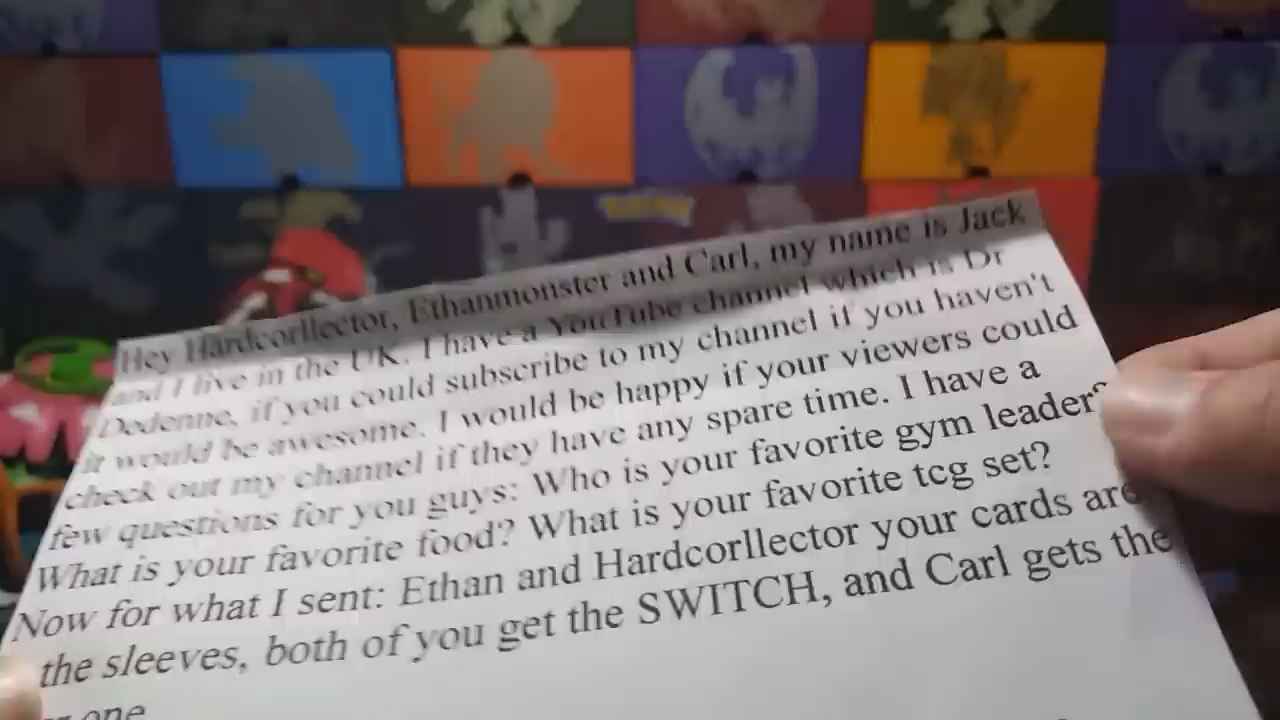 Hey Hardcorllector, Ethanmonster and Carl, my name is Jack
and I live in the UK. I have a YouTube channel which is Dr
Dedenne, if you could subscribe to my channel if you haven't
it would be awesome. I would be happy if your viewers could
check out my channel if they have any spare time. I have a
few questions for you guys: Who is your favorite gym leader?
What is your favorite food? What is your favorite tcg set?
Now for what I sent: Ethan and Hardcorllector your cards are
the sleeves, both of you get the SWITCH, and Carl gets the
one